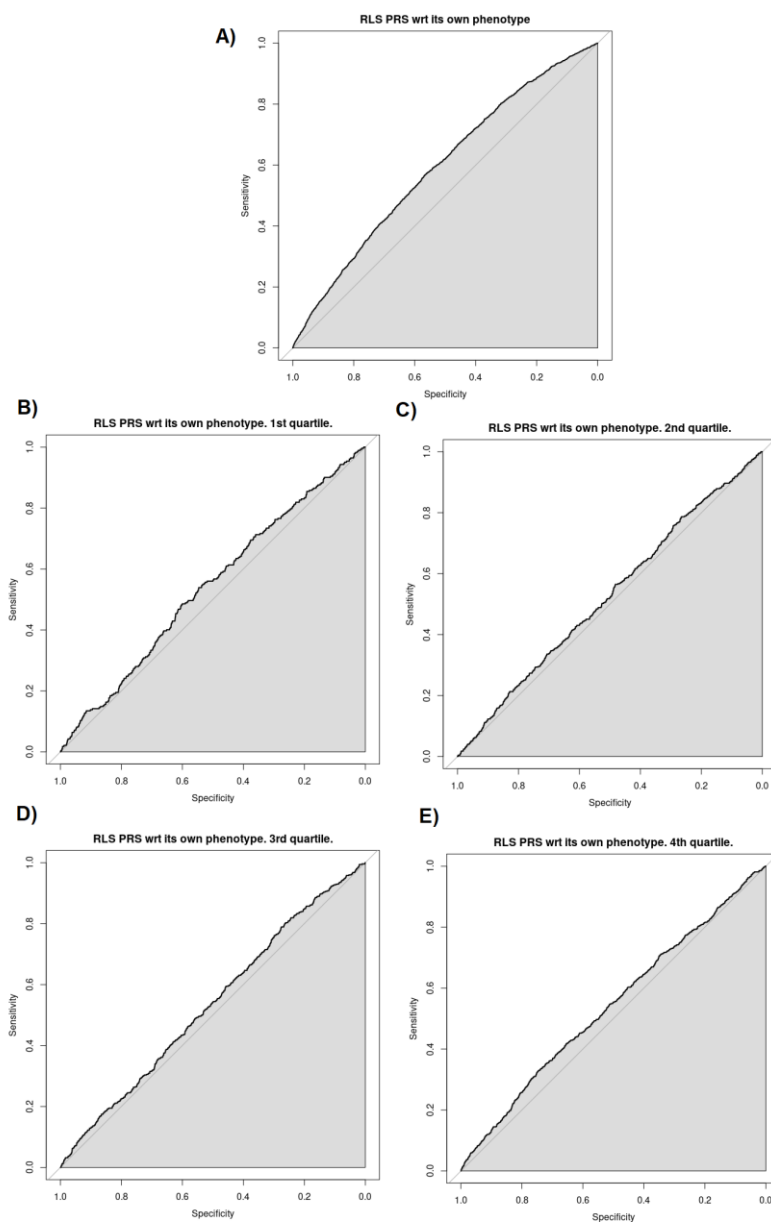 A)
RLS PRS wrt its own phenotype
Sensitivity
0.0 0.2 0.4 0.6 0.8 1.0
1.0 0.8 0.6 0.4 0.2 0.0
Specificity
B)
RLS PRS wrt its own phenotype. 1st quartile.
Sensitivity
0.0 0.2 0.4 0.6 0.8 1.0
1.0 0.8 0.6 0.4 0.2 0.0
Specificity
C)
RLS PRS wrt its own phenotype. 2nd quartile.
Sensitivity
0.0 0.2 0.4 0.6 0.8 1.0
1.0 0.8 0.6 0.4 0.2 0.0
Specificity
D)
RLS PRS wrt its own phenotype. 3rd quartile.
Sensitivity
0.0 0.2 0.4 0.6 0.8 1.0
1.0 0.8 0.6 0.4 0.2 0.0
Specificity
E)
RLS PRS wrt its own phenotype. 4th quartile.
Sensitivity
0.0 0.2 0.4 0.6 0.8 1.0
1.0 0.8 0.6 0.4 0.2 0.0
Specificity